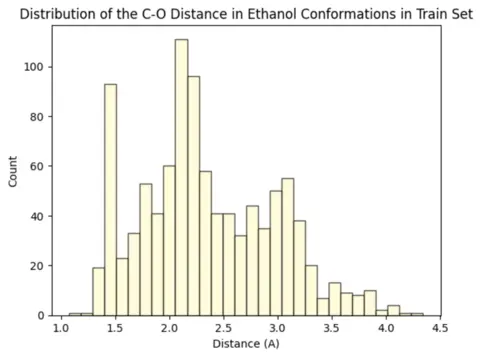 Distribution of the C-O Distance in Ethanol Conformations in Train Set
100
80
60
40
20
0
Count
1.0 1.5 2.0 2.5 3.0 3.5 4.0 4.5
Distance (A)